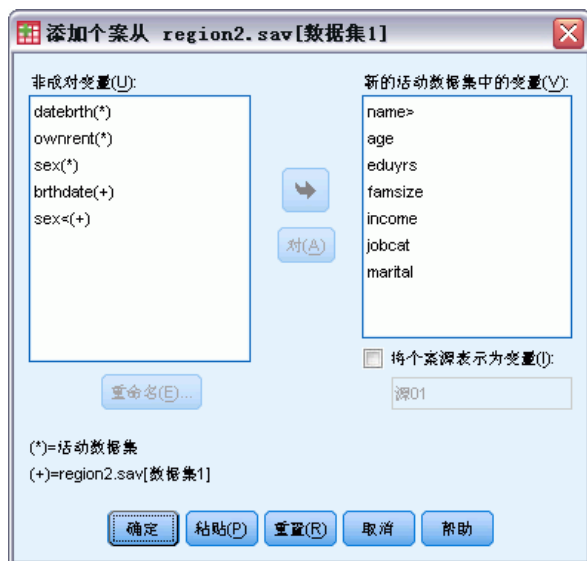 添加个案从 region2.sav[数据集1]
非成对变量(U):
datebrth(*)
ownrent(*)
sex(*)
brthdate(+)
sex<(+)
对(A)
重命名(E)...
新的活动数据集中的变量(V):
name>
age
eduyrs
famsize
income
jobcat
marital
将个案源表示为变量(I):
源01
(*)=活动数据集
(+)=region2.sav[数据集1]
确定
粘贴(P)
重置(R)
取消
帮助